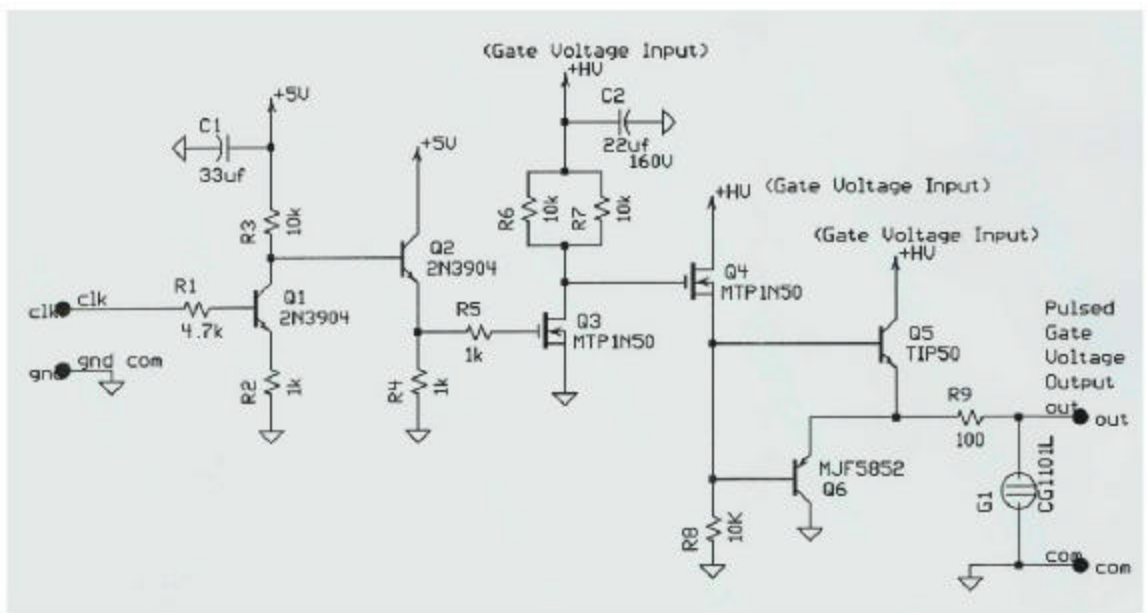 (Gate Voltage Input)
+HV
C2
22uf
160V
+5V
C1
33uf
+5V
R3
10k
R6
10k
R7
10k
+HV (Gate Voltage Input)
(Gate Voltage Input)
+HV
Q2
2N3904
Q4
MTP1N50
clk
clk
R1
4.7k
Q1
2N3904
R5
1k
Q3
MTP1N50
Q5
TIP50
Pulsed
Gate
Voltage
Output
out
out
gnd
gnd com
R2
1k
R4
1k
R9
100
MJF5852
Q6
G1
CG1101L
R8
10K
com
com